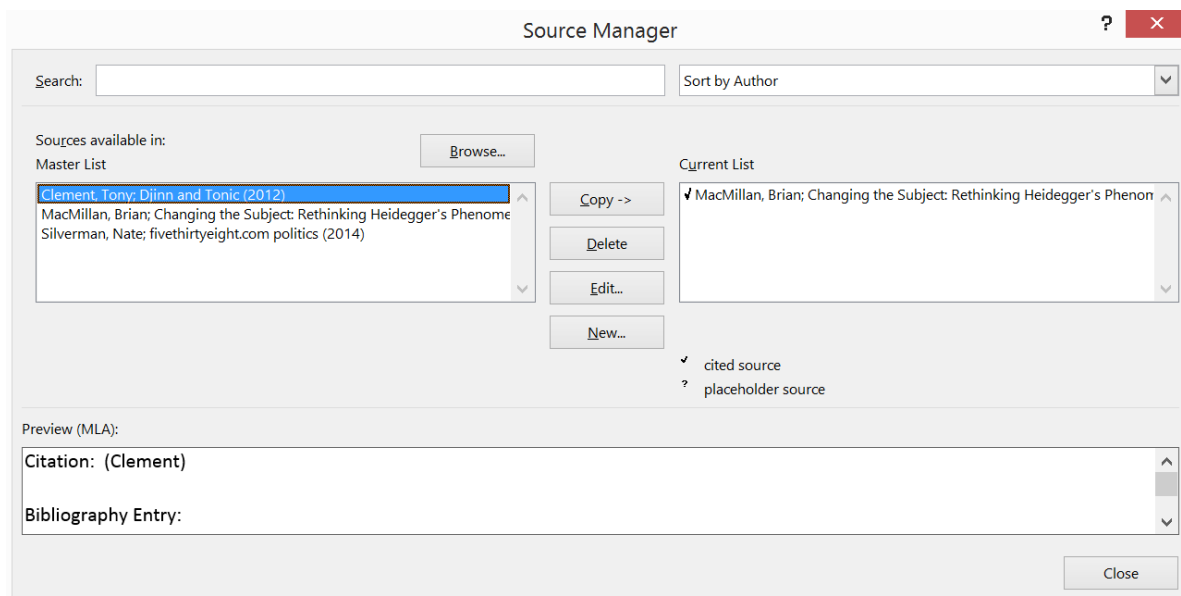 Source Manager
?
Search:
Sort by Author
Sources available in:
Master List
Browse...
Current List
Clement, Tony; Djinn and Tonic (2012)
MacMillan, Brian; Changing the Subject: Rethinking Heidegger's Phenome
Silverman, Nate; fivethirtyeight.com politics (2014)
Copy ->
Delete
Edit...
New...
✓ MacMillan, Brian; Changing the Subject: Rethinking Heidegger's Phenom
✓ cited source
? placeholder source
Preview (MLA):
Citation: (Clement)
Bibliography Entry:
Close